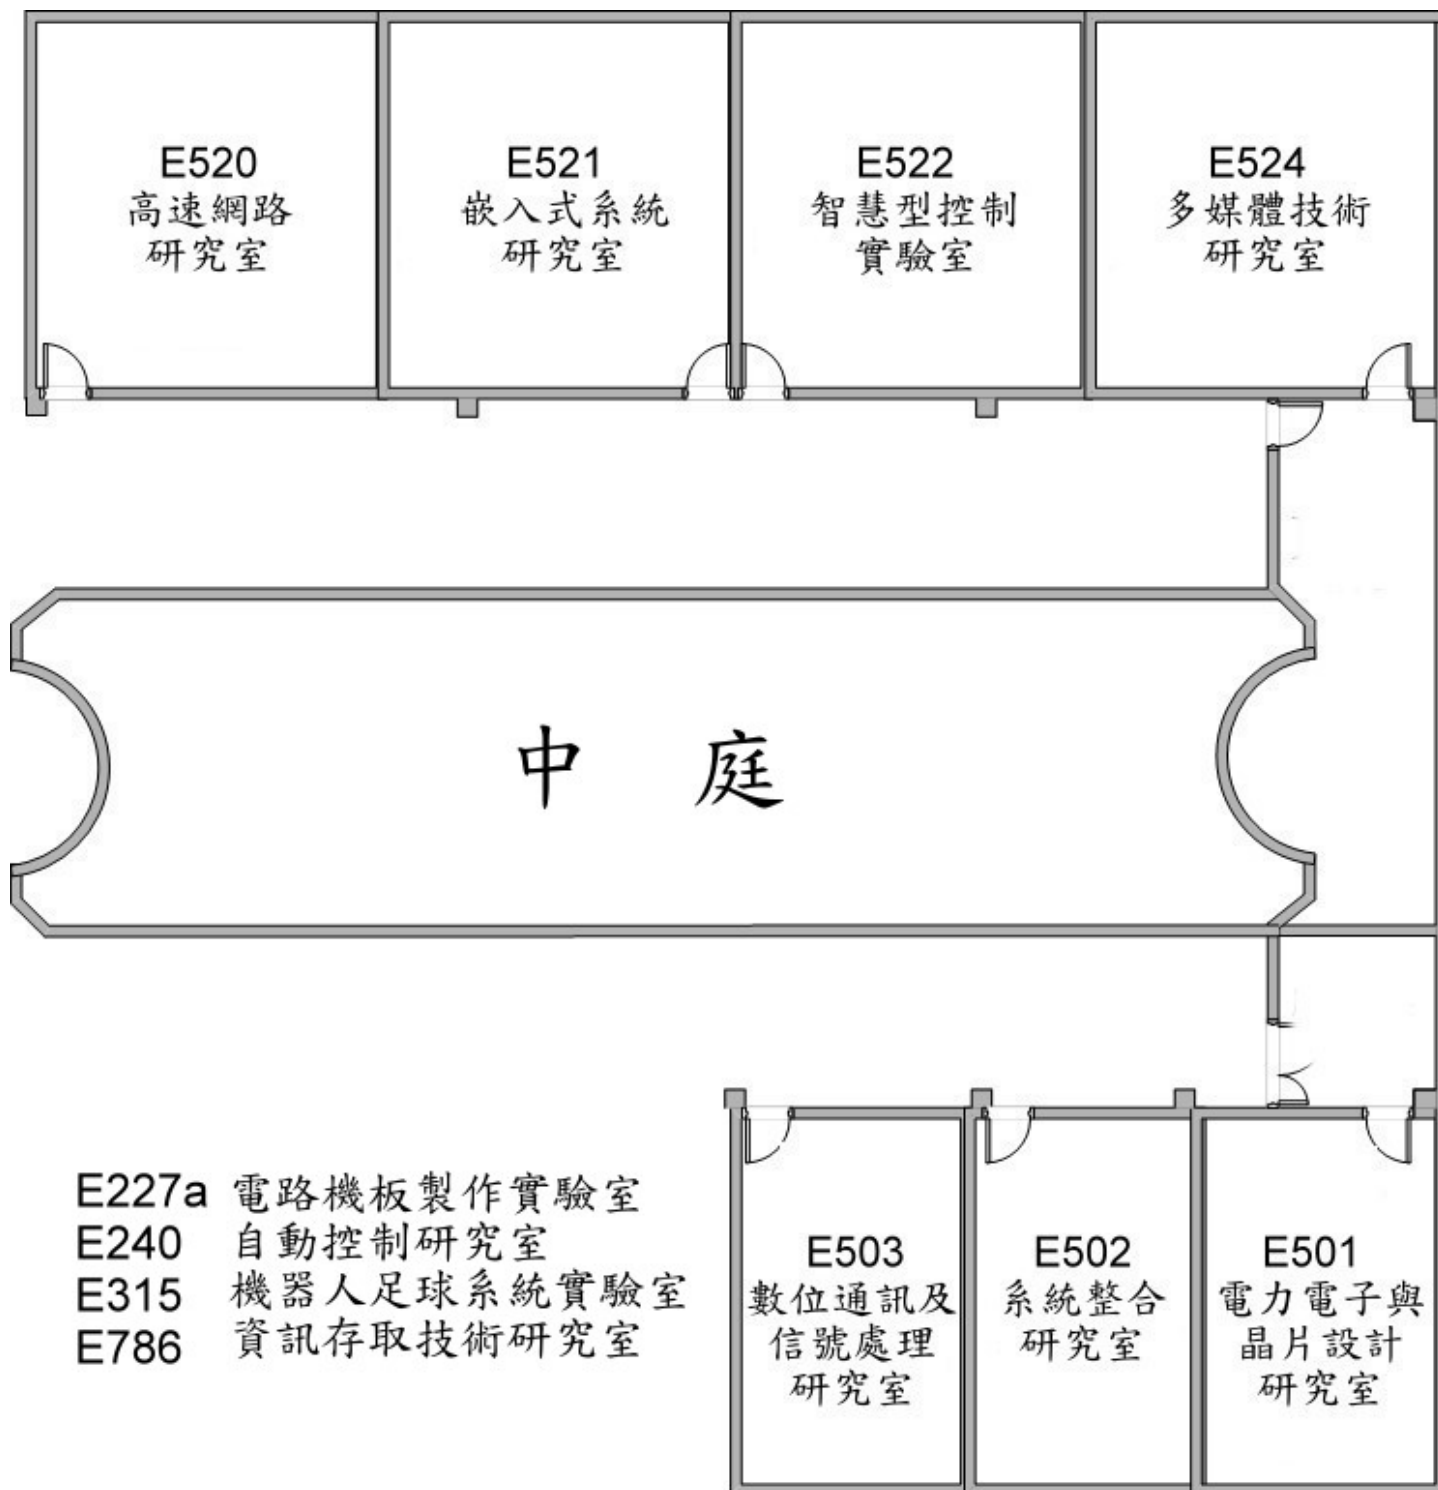 E520
高速網路
研究室
E521
嵌入式系統
研究室
E522
智慧型控制
實驗室
E524
多媒體技術
研究室
中 庭
E227a 電路機板製作實驗室
E240 自動控制研究室
E315 機器人足球系統實驗室
E786 資訊存取技術研究室
E503
數位通訊及
信號處理
研究室
E502
系統整合
研究室
E501
電力電子與
晶片設計
研究室